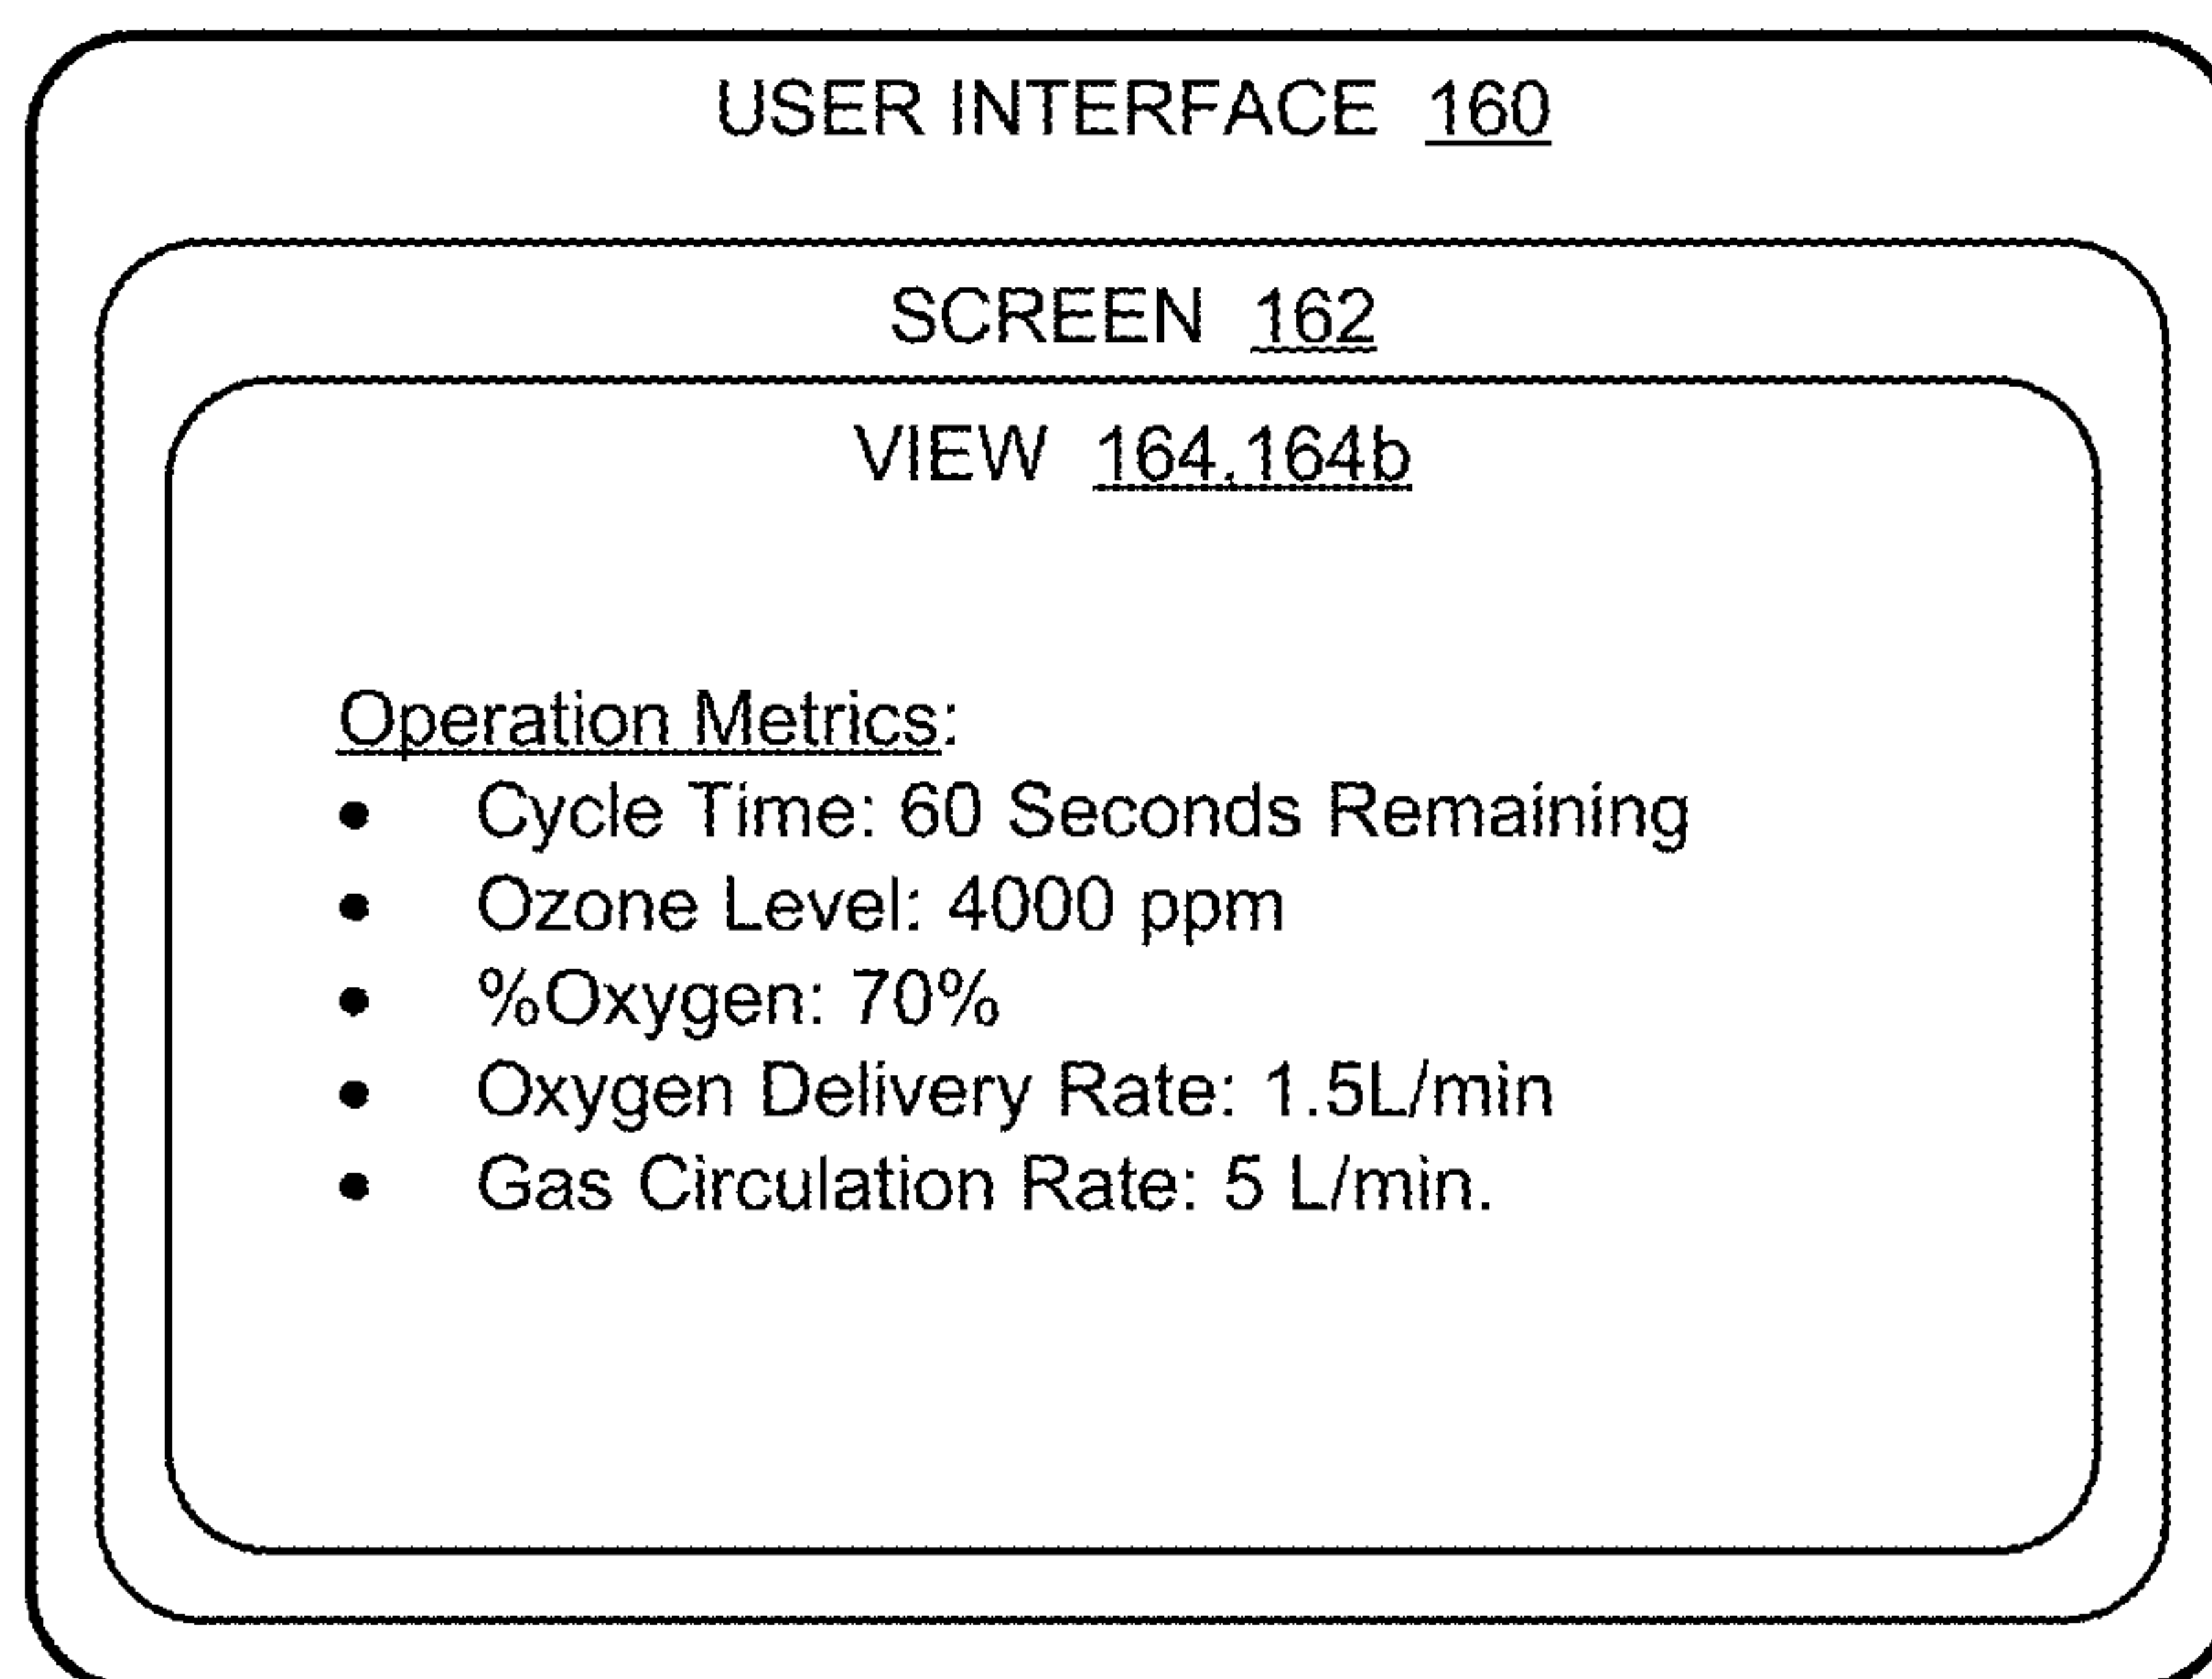 USER INTERFACE 160
SCREEN 162
VIEW 164,164b
Operation Metrics:
• Cycle Time: 60 Seconds Remaining
• Ozone Level: 4000 ppm
• %Oxygen: 70%
• Oxygen Delivery Rate: 1.5L/min
• Gas Circulation Rate: 5 L/min.